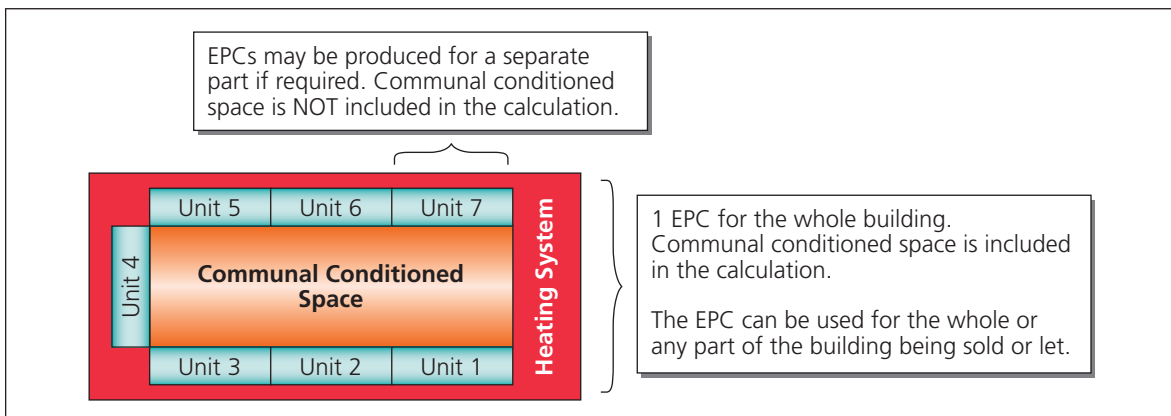 EPCs may be produced for a separate
part if required. Communal conditioned
space is NOT included in the calculation.
Unit 5
Unit 6
Unit 7
Unit 4
Communal Conditioned
Space
Heating System
Unit 3
Unit 2
Unit 1
1 EPC for the whole building.
Communal conditioned space is included
in the calculation.
The EPC can be used for the whole or
any part of the building being sold or let.